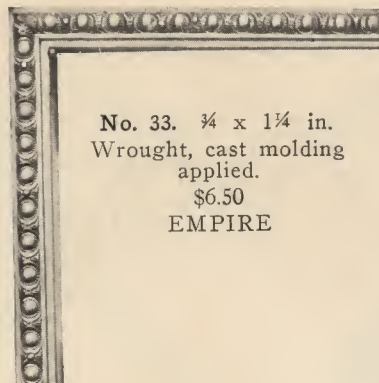 No. 33. ¾ x 1¼ in.
Wrought, cast molding
applied.
$6.50
EMPIRE